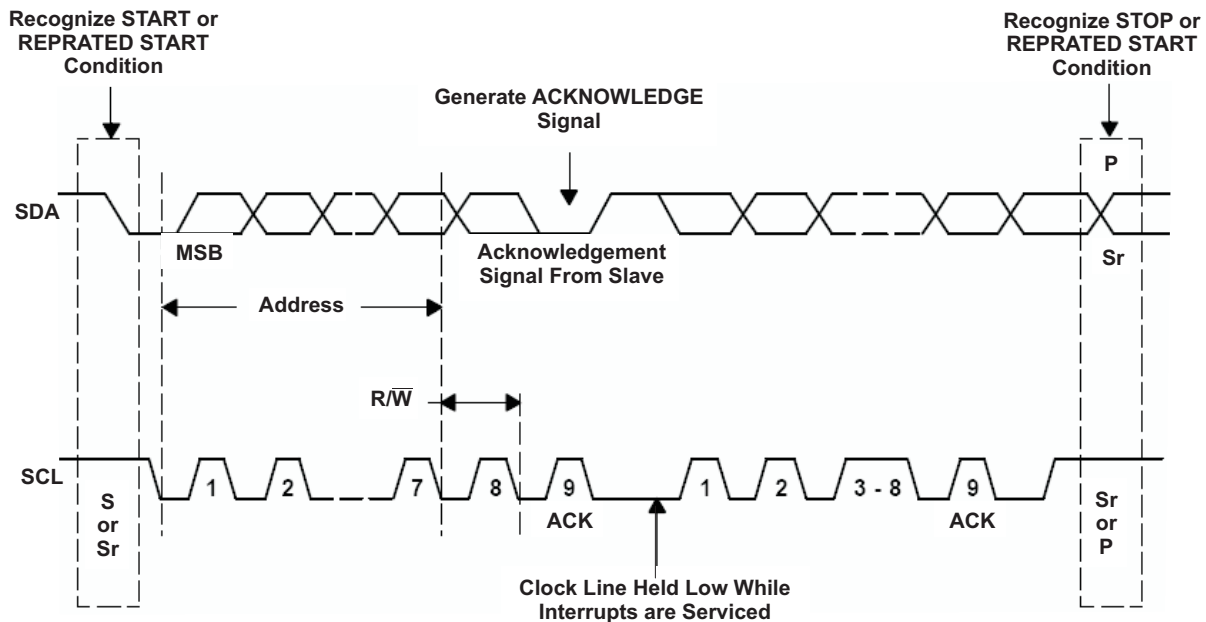 Recognize START or
REPRATED START
Condition
Recognize STOP or
REPRATED START
Condition
Generate ACKNOWLEDGE
Signal
P
SDA
MSB
Acknowledgement
Signal From Slave
Sr
Address
R/W̅
SCL
1
2
7
8
9
1
2
3 - 8
9
ACK
ACK
S
or
Sr
Sr
or
P
Clock Line Held Low While
Interrupts are Serviced